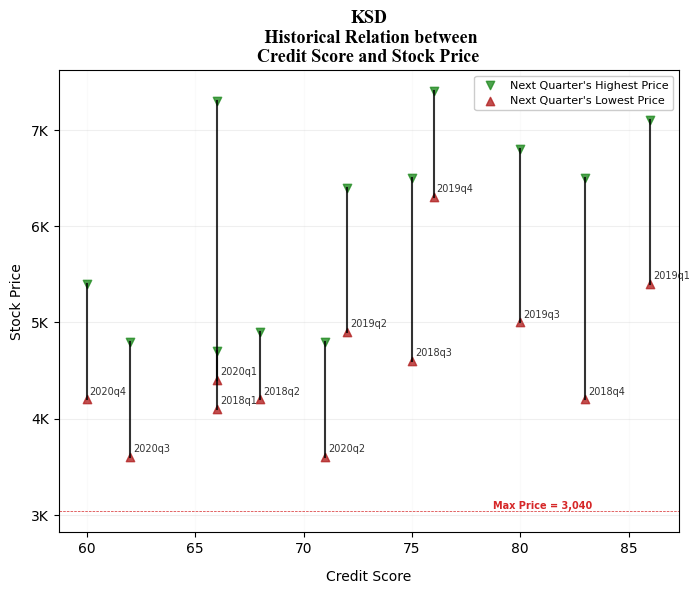 KSD
Historical Relation between
Credit Score and Stock Price
Next Quarter's Highest Price
Next Quarter's Lowest Price
7K
6K
5K
4K
3K
Stock Price
2019q4
2019q1
2019q3
2019q2
2018q3
2020q1
2020q4
2018q1
2018q2
2018q4
2020q3
2020q2
Max Price = 3,040
60
65
70
75
80
85
Credit Score